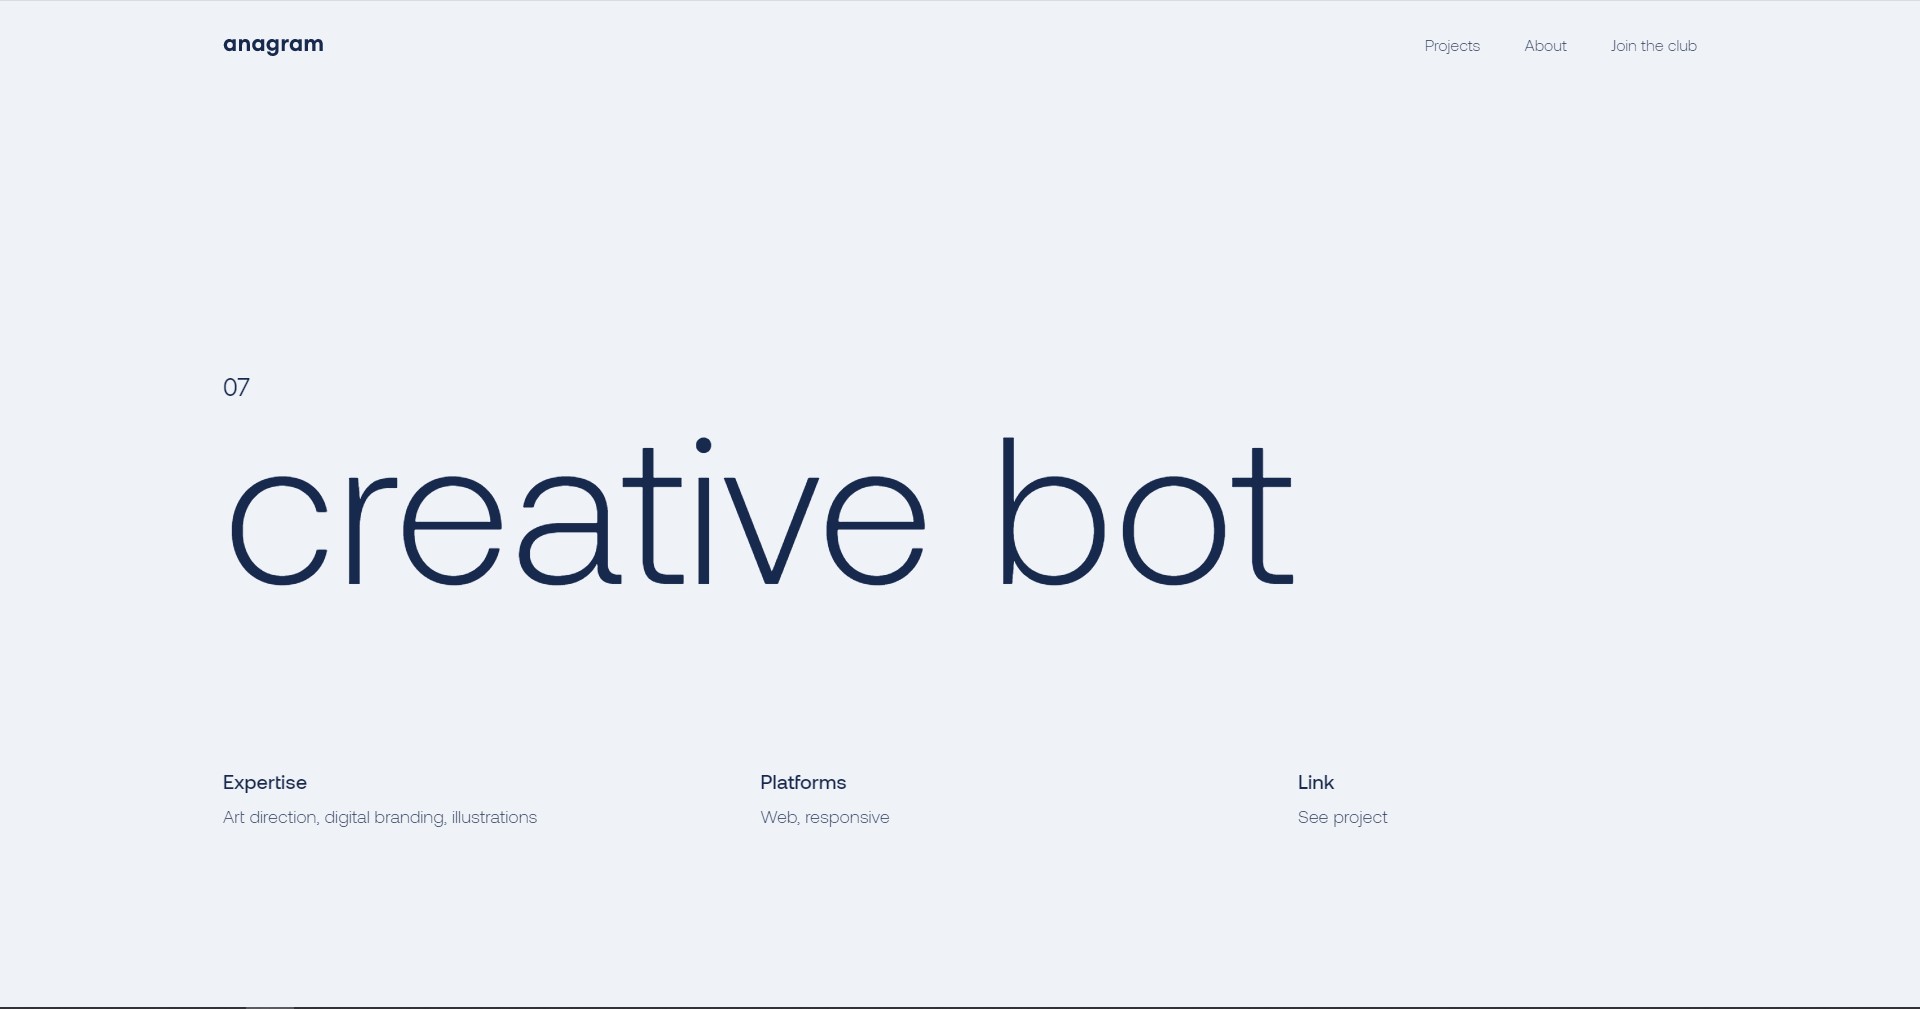 anagram
Projects About Join the club
07
creative bot
Expertise
Art direction, digital branding, illustrations
Platforms
Web, responsive
Link
See project